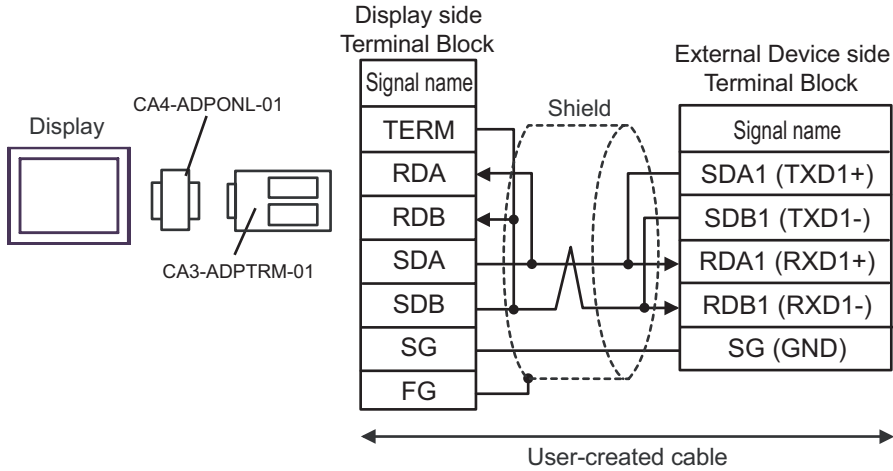 Display side
Terminal Block
External Device side
Terminal Block
CA4-ADPONL-01
Display
CA3-ADPTRM-01
Shield
Signal name
TERM
RDA
RDB
SDA
SDB
SG
FG
Signal name
SDA1 (TXD1+)
SDB1 (TXD1-)
RDA1 (RXD1+)
RDB1 (RXD1-)
SG (GND)
User-created cable